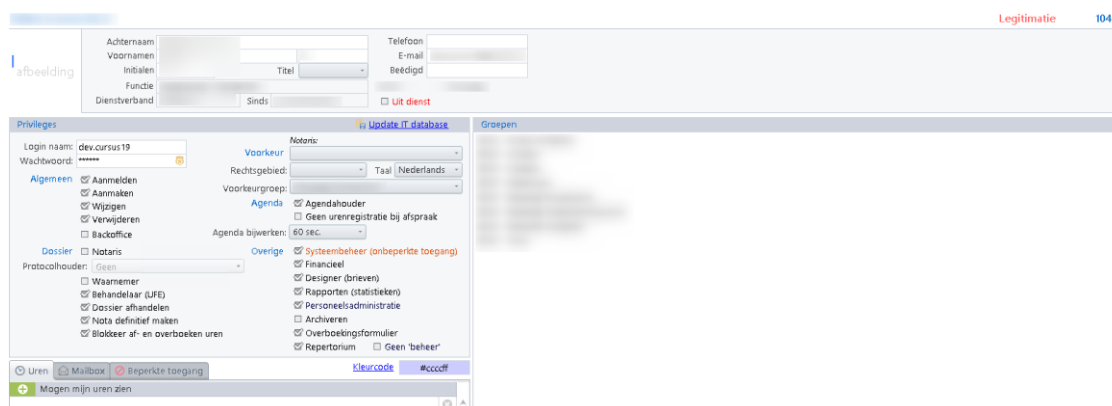 Legitimatie 104
afbeelding
Achternaam
Telefoon
Voornamen
E-mail
Initialen
Titel
Beëdigd
Functie
Dienstverband
Sinds
Uit dienst
Privileges
Update IT database
Groepen
Login naam: dev.cursus19
Wachtwoord: ******
Notaris:
Voorkeur
Rechtsgebied:
Taal Nederlands
Voorkeurgroep:
Algemeen
Aanmelden
Aanmaken
Wijzigen
Verwijderen
Backoffice
Agenda
Agendahouder
Geen urenregistratie bij afspraak
Agenda bijwerken: 60 sec.
Dossier
Notaris
Protocolhouder: Geen
Waarnemer
Behandelaar (UFE)
Dossier afhandelen
Nota definitief maken
Blokkeer af- en overboeken uren
Overige
Systeembeheer (onbeperkte toegang)
Financieel
Designer (brieven)
Rapporten (statistieken)
Personeelsadministratie
Archiveren
Overboekingsformulier
Repertorium
Geen 'beheer'
Uren
Mailbox
Beperkte toegang
Kleurcode
#ccccff
Mogen mijn uren zien